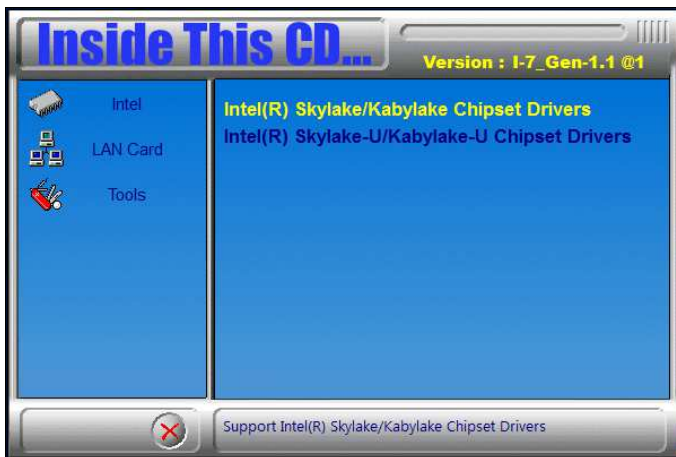 Inside This CD...
Version : I-7_Gen-1.1 @1
Intel
LAN Card
Tools
Intel(R) Skylake/Kabylake Chipset Drivers
Intel(R) Skylake-U/Kabylake-U Chipset Drivers
Support Intel(R) Skylake/Kabylake Chipset Drivers